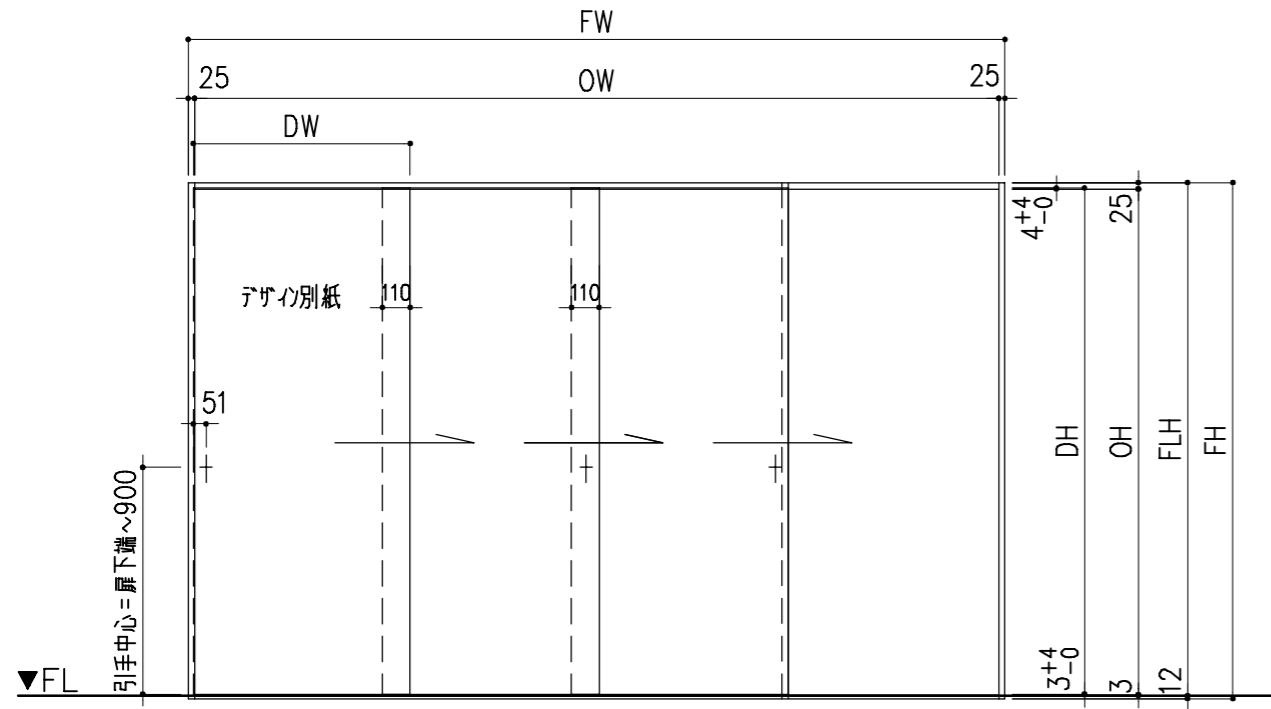 FW
25
OW
25
DW
4+4-0
25
デザイン別紙
110
110
51
DH
OH
FLH
FH
引手中心=扉下端~900
▼FL
3+4-0
3
12